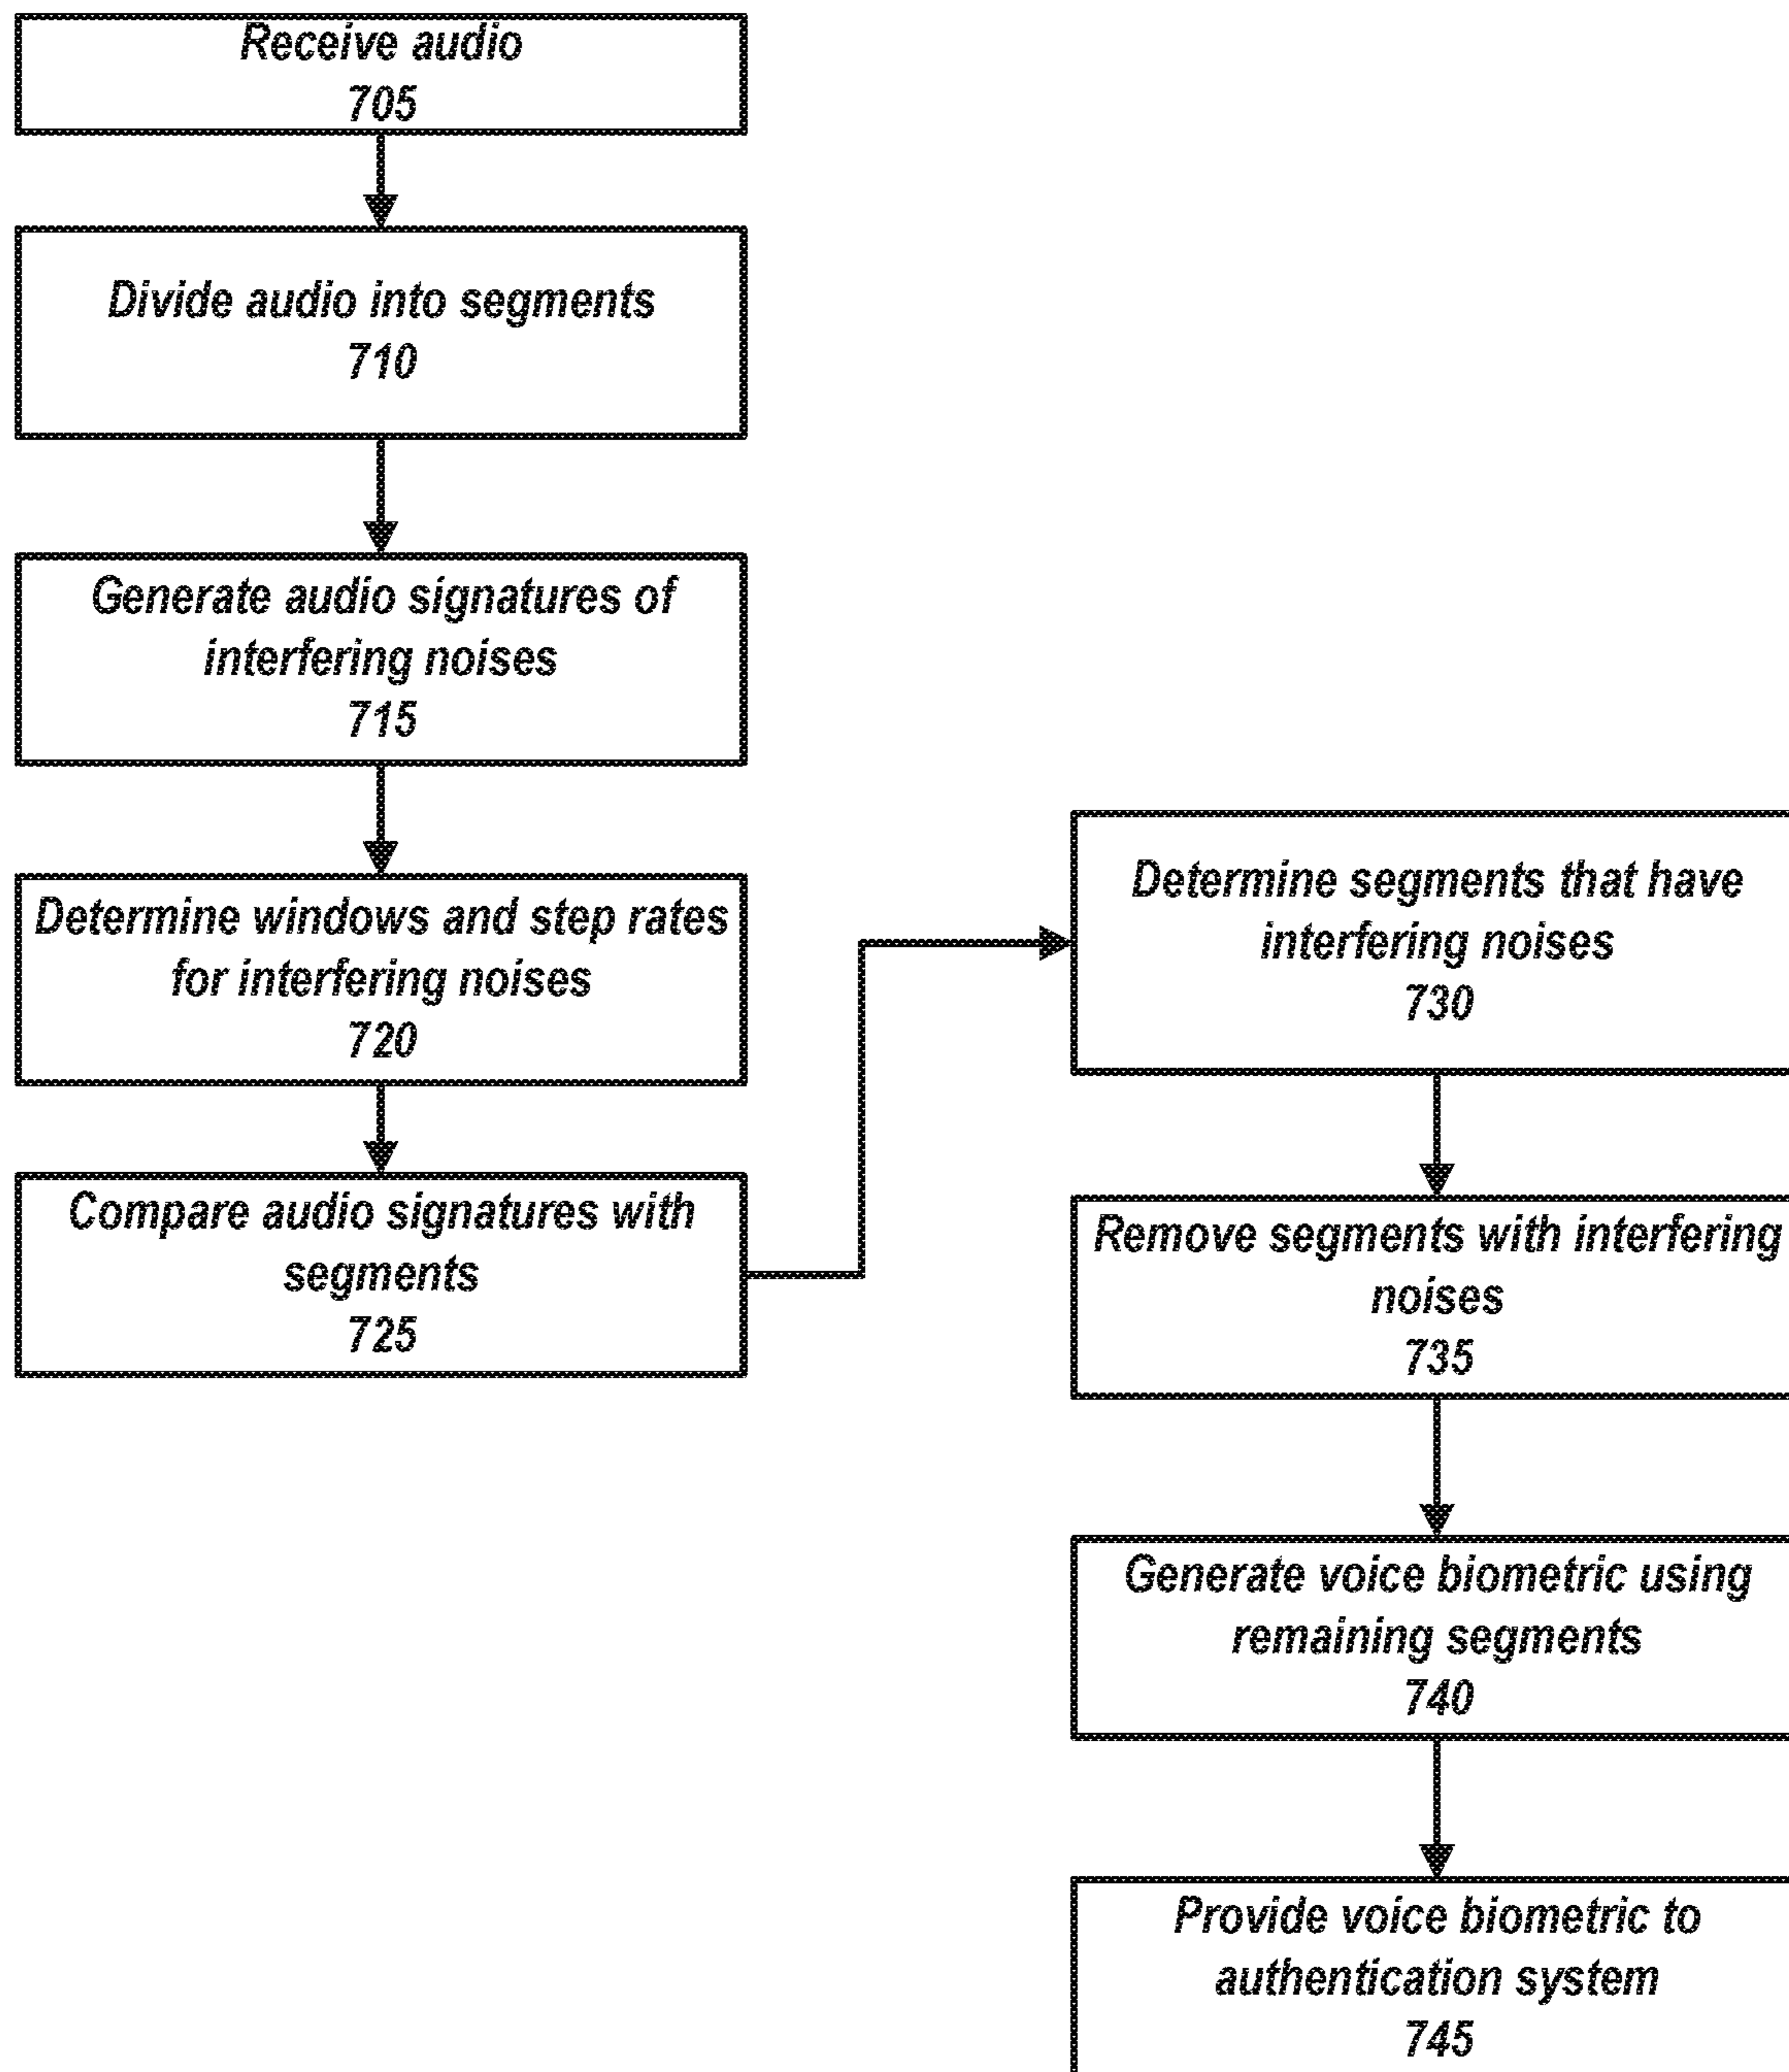 Receive audio
705
Divide audio into segments
710
Generate audio signatures of
interfering noises
715
Determine windows and step rates
for interfering noises
720
Compare audio signatures with
segments
725
Determine segments that have
interfering noises
730
Remove segments with interfering
noises
735
Generate voice biometric using
remaining segments
740
Provide voice biometric to
authentication system
745